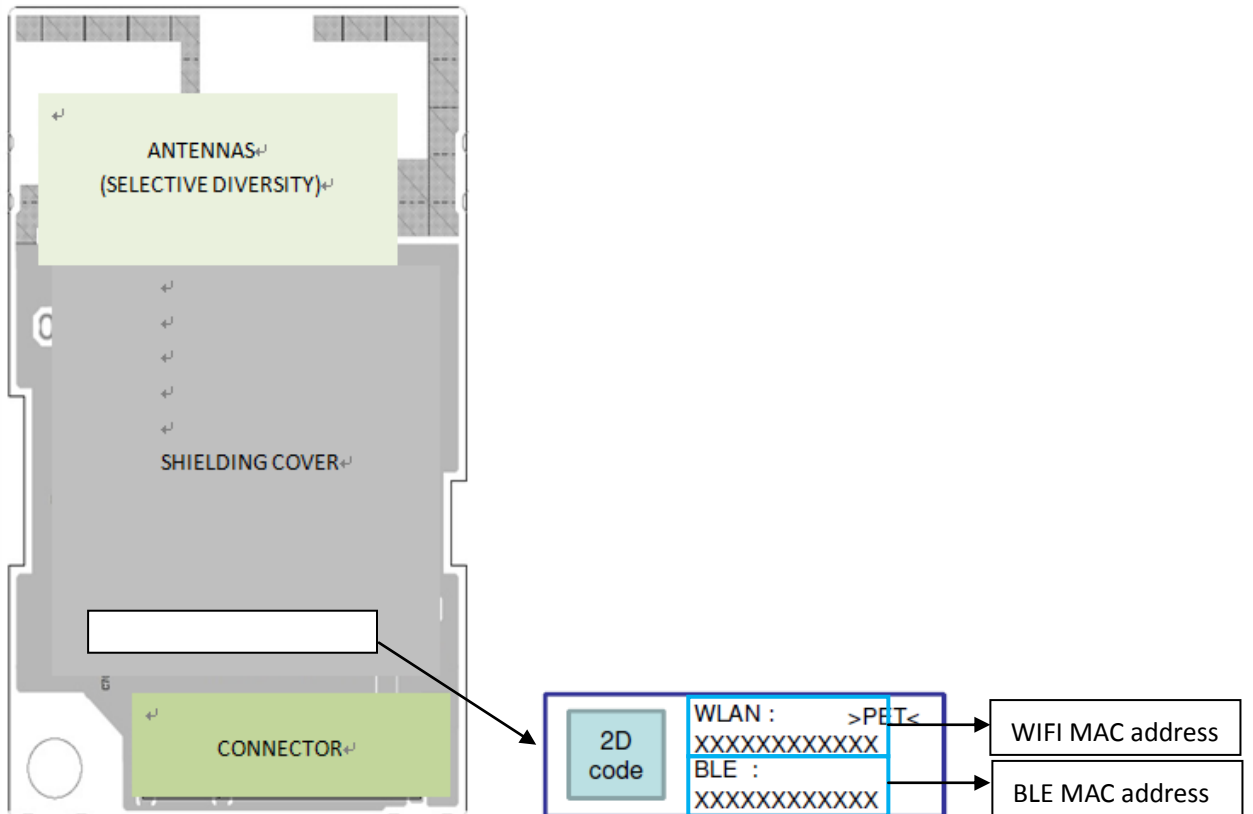 ANTENNAS
(SELECTIVE DIVERSITY)
SHIELDING COVER
CONNECTOR
2D
code
WLAN : >PET<
XXXXXXXXXXXX
BLE :
XXXXXXXXXXXX
WIFI MAC address
BLE MAC address